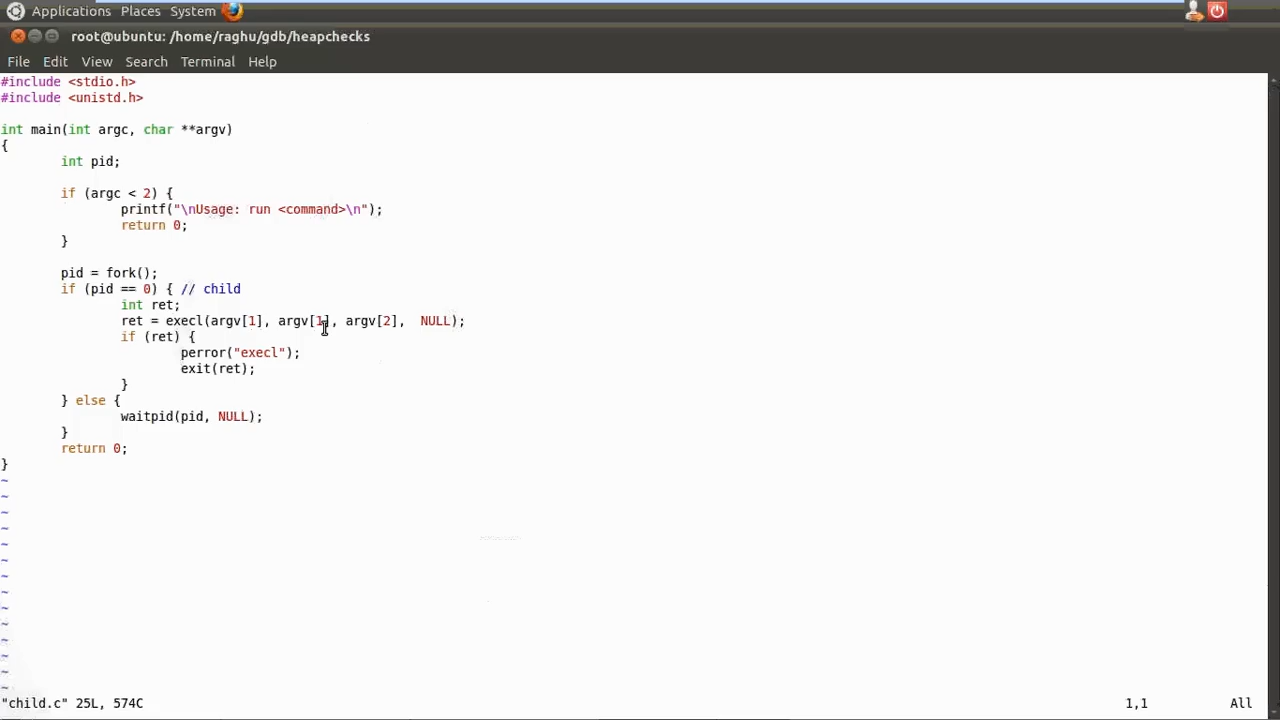 Applications Places System
root@ubuntu: /home/raghu/gdb/heapchecks
File Edit View Search Terminal Help
#include <stdio.h>
#include <unistd.h>
int main(int argc, char **argv)
{
int pid;
if (argc < 2) {
printf("\nUsage: run <command>\n");
return 0;
}
pid = fork();
if (pid == 0) { // child
int ret;
ret = execl(argv[1], argv[1], argv[2],  NULL);
if (ret) {
perror("execl");
exit(ret);
}
} else {
waitpid(pid, NULL);
}
return 0;
}
~
~
~
~
~
~
~
~
~
~
~
~
~
~
"child.c" 25L, 574C 1,1 All